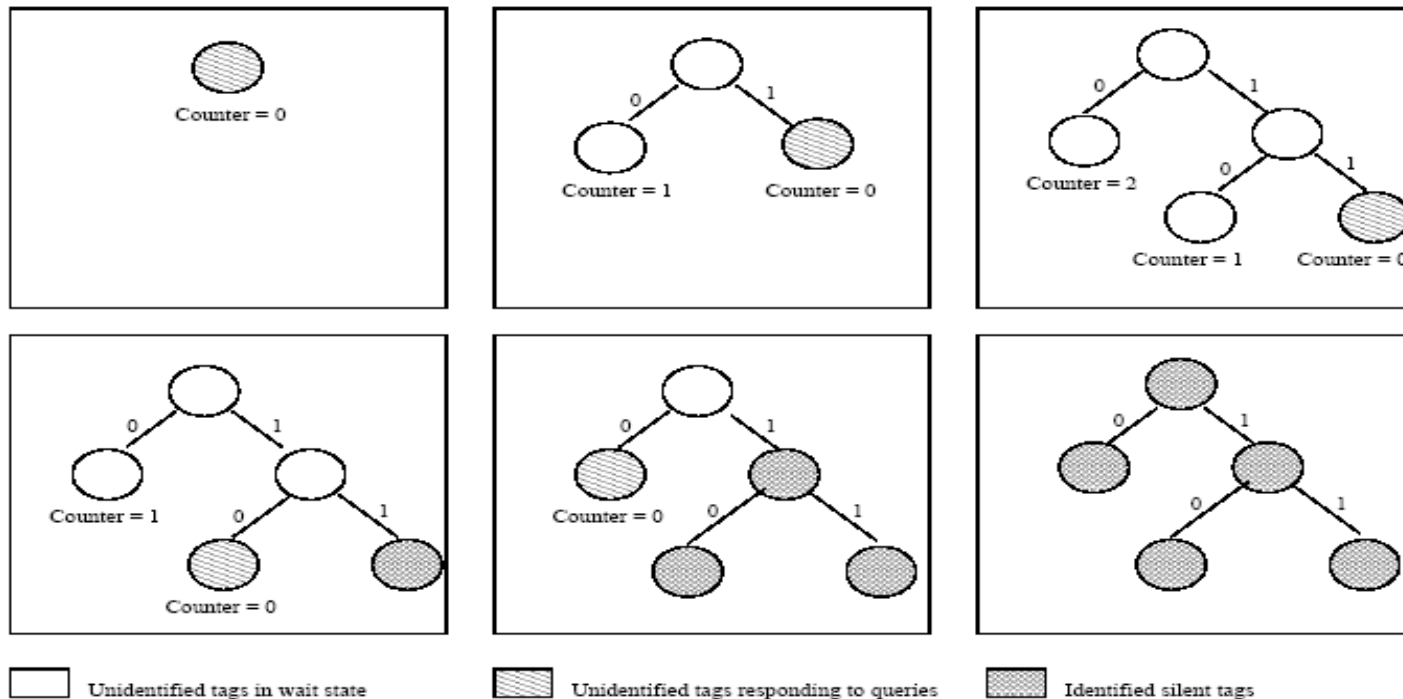 Counter = 0
0 1
Counter = 1 Counter = 0
0 1
Counter = 2
0 1
Counter = 1 Counter = 0
0 1
Counter = 1
0 1
Counter = 0
0 1
Counter = 0
0 1
0 1
0 1
Unidentified tags in wait state
Unidentified tags responding to queries
Identified silent tags